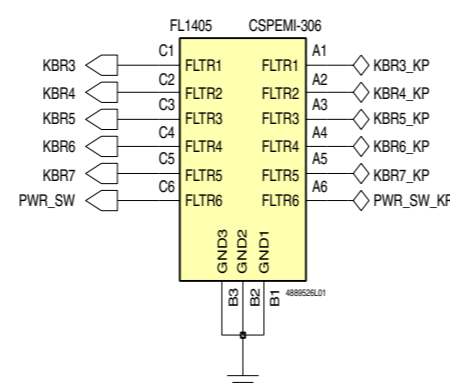 FL1405 CSPEMI-306
C1 A1
KBR3 FLTR1 FLTR1 KBR3_KP
C2 A2
KBR4 FLTR2 FLTR2 KBR4_KP
C3 A3
KBR5 FLTR3 FLTR3 KBR5_KP
C4 A4
KBR6 FLTR4 FLTR4 KBR6_KP
C5 A5
KBR7 FLTR5 FLTR5 KBR7_KP
C6 A6
PWR_SW FLTR6 FLTR6 PWR_SW_KP
GND3 GND2 GND1
B3 B2 B1 4889526L01